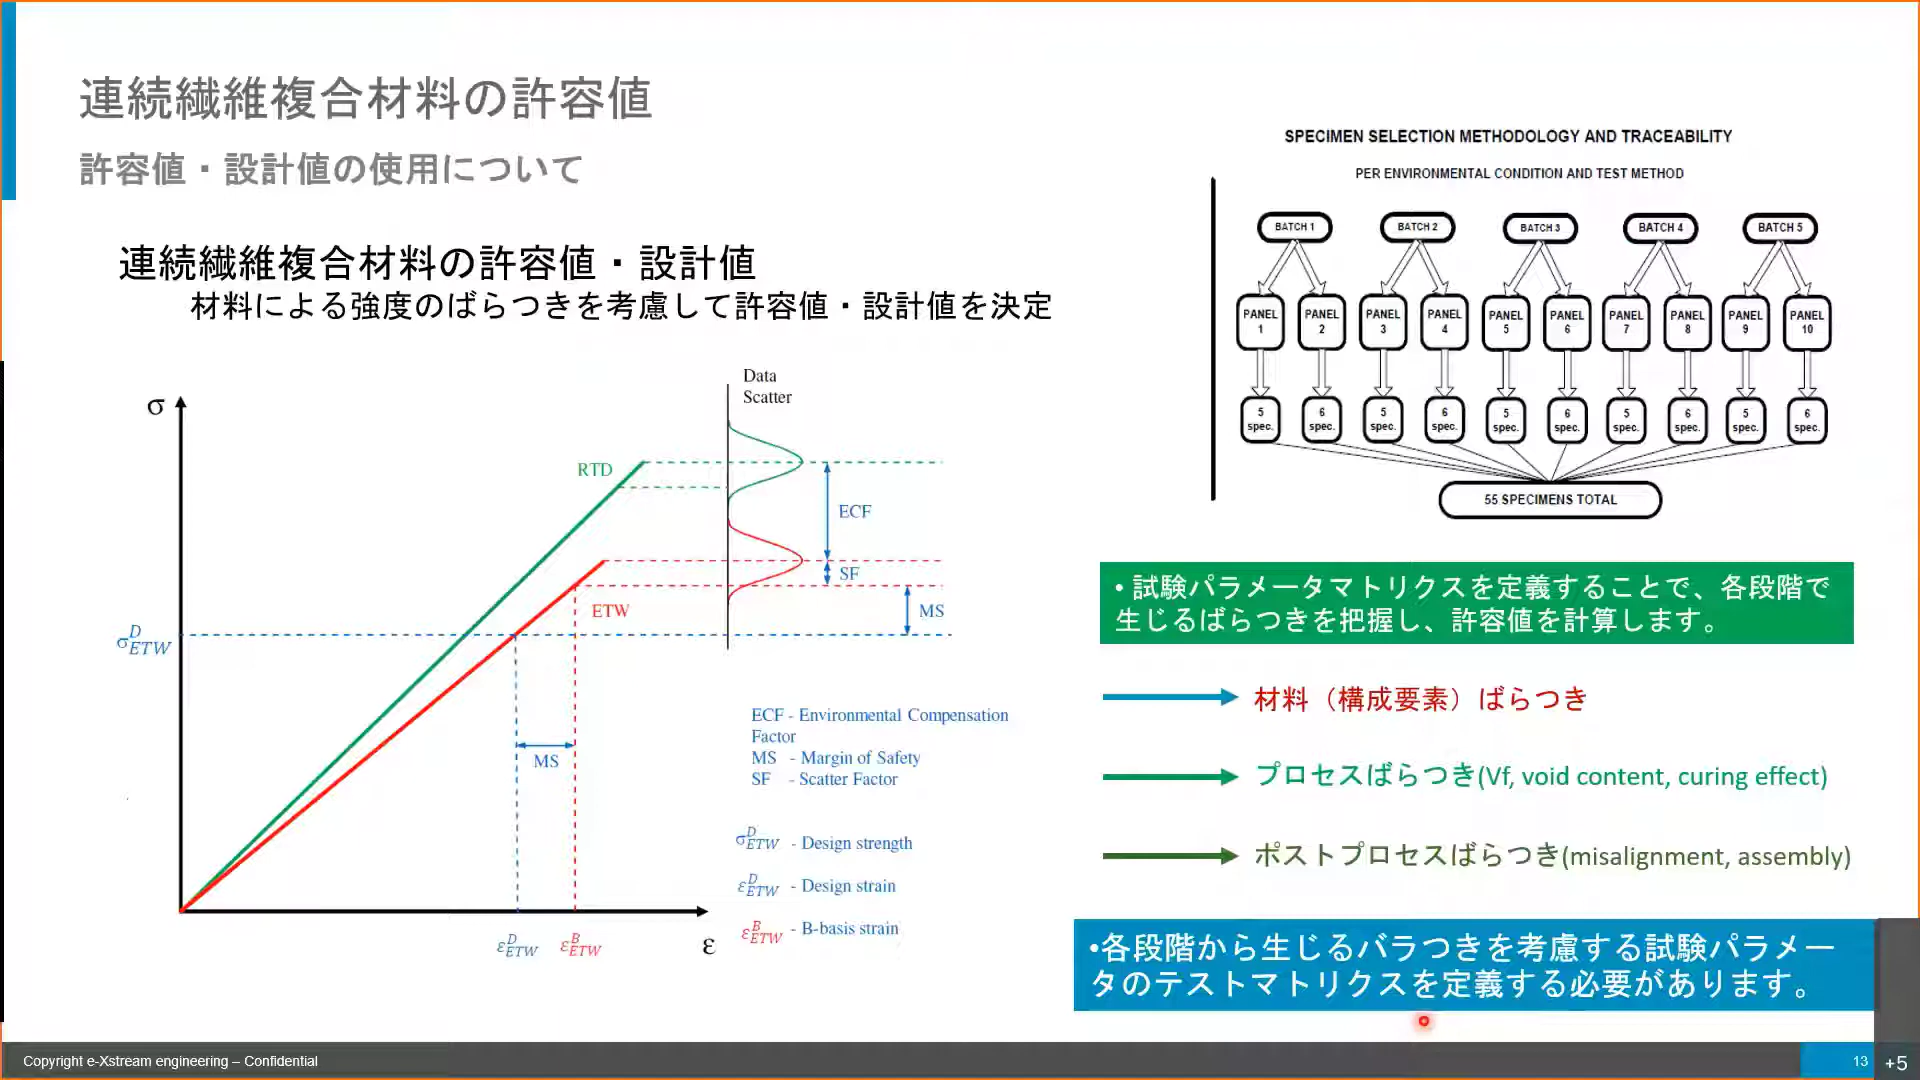 連続繊維複合材料の許容値
許容値・設計値の使用について
連続繊維複合材料の許容値・設計値
材料による強度のばらつきを考慮して許容値・設計値を決定
σ
Data
Scatter
RTD
ECF
SF
ETW
MS
σ^D_ETW
MS
ε^D_ETW
ε^B_ETW
ε
ECF - Environmental Compensation
Factor
MS - Margin of Safety
SF - Scatter Factor
σ^D_ETW - Design strength
ε^D_ETW - Design strain
ε^B_ETW - B-basis strain
SPECIMEN SELECTION METHODOLOGY AND TRACEABILITY
PER ENVIRONMENTAL CONDITION AND TEST METHOD
BATCH 1 BATCH 2 BATCH 3 BATCH 4 BATCH 5
PANEL 1 PANEL 2 PANEL 3 PANEL 4 PANEL 5 PANEL 6 PANEL 7 PANEL 8 PANEL 9 PANEL 10
5 spec. 6 spec. 5 spec. 6 spec. 5 spec. 6 spec. 5 spec. 6 spec. 5 spec. 6 spec.
55 SPECIMENS TOTAL
• 試験パラメータマトリクスを定義することで、各段階で
生じるばらつきを把握し、許容値を計算します。
材料（構成要素）ばらつき
プロセスばらつき(Vf, void content, curing effect)
ポストプロセスばらつき(misalignment, assembly)
•各段階から生じるバラつきを考慮する試験パラメー
タのテストマトリクスを定義する必要があります。
Copyright e-Xstream engineering – Confidential
13
+5